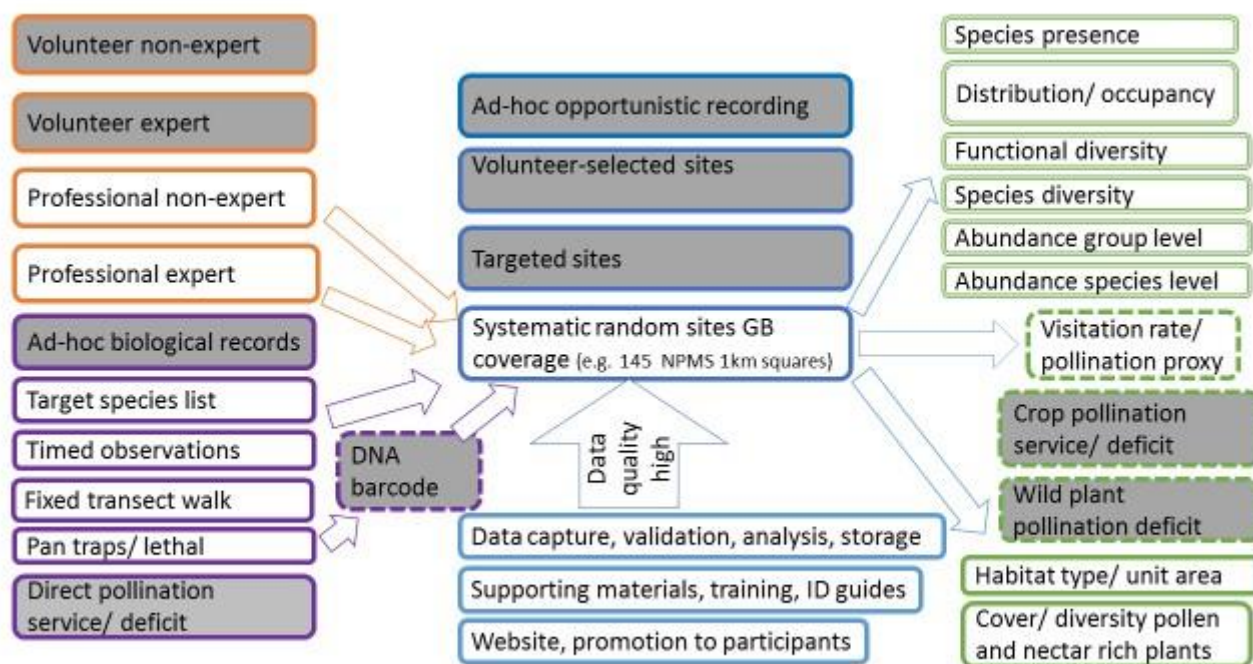 Volunteer non-expert
Volunteer expert
Professional non-expert
Professional expert
Ad-hoc biological records
Target species list
Timed observations
Fixed transect walk
Pan traps/ lethal
Direct pollination
service/ deficit
DNA
barcode
Ad-hoc opportunistic recording
Volunteer-selected sites
Targeted sites
Systematic random sites GB
coverage (e.g. 145 NPMS 1km squares)
Data
quality
high
Data capture, validation, analysis, storage
Supporting materials, training, ID guides
Website, promotion to participants
Species presence
Distribution/ occupancy
Functional diversity
Species diversity
Abundance group level
Abundance species level
Visitation rate/
pollination proxy
Crop pollination
service/ deficit
Wild plant
pollination deficit
Habitat type/ unit area
Cover/ diversity pollen
and nectar rich plants